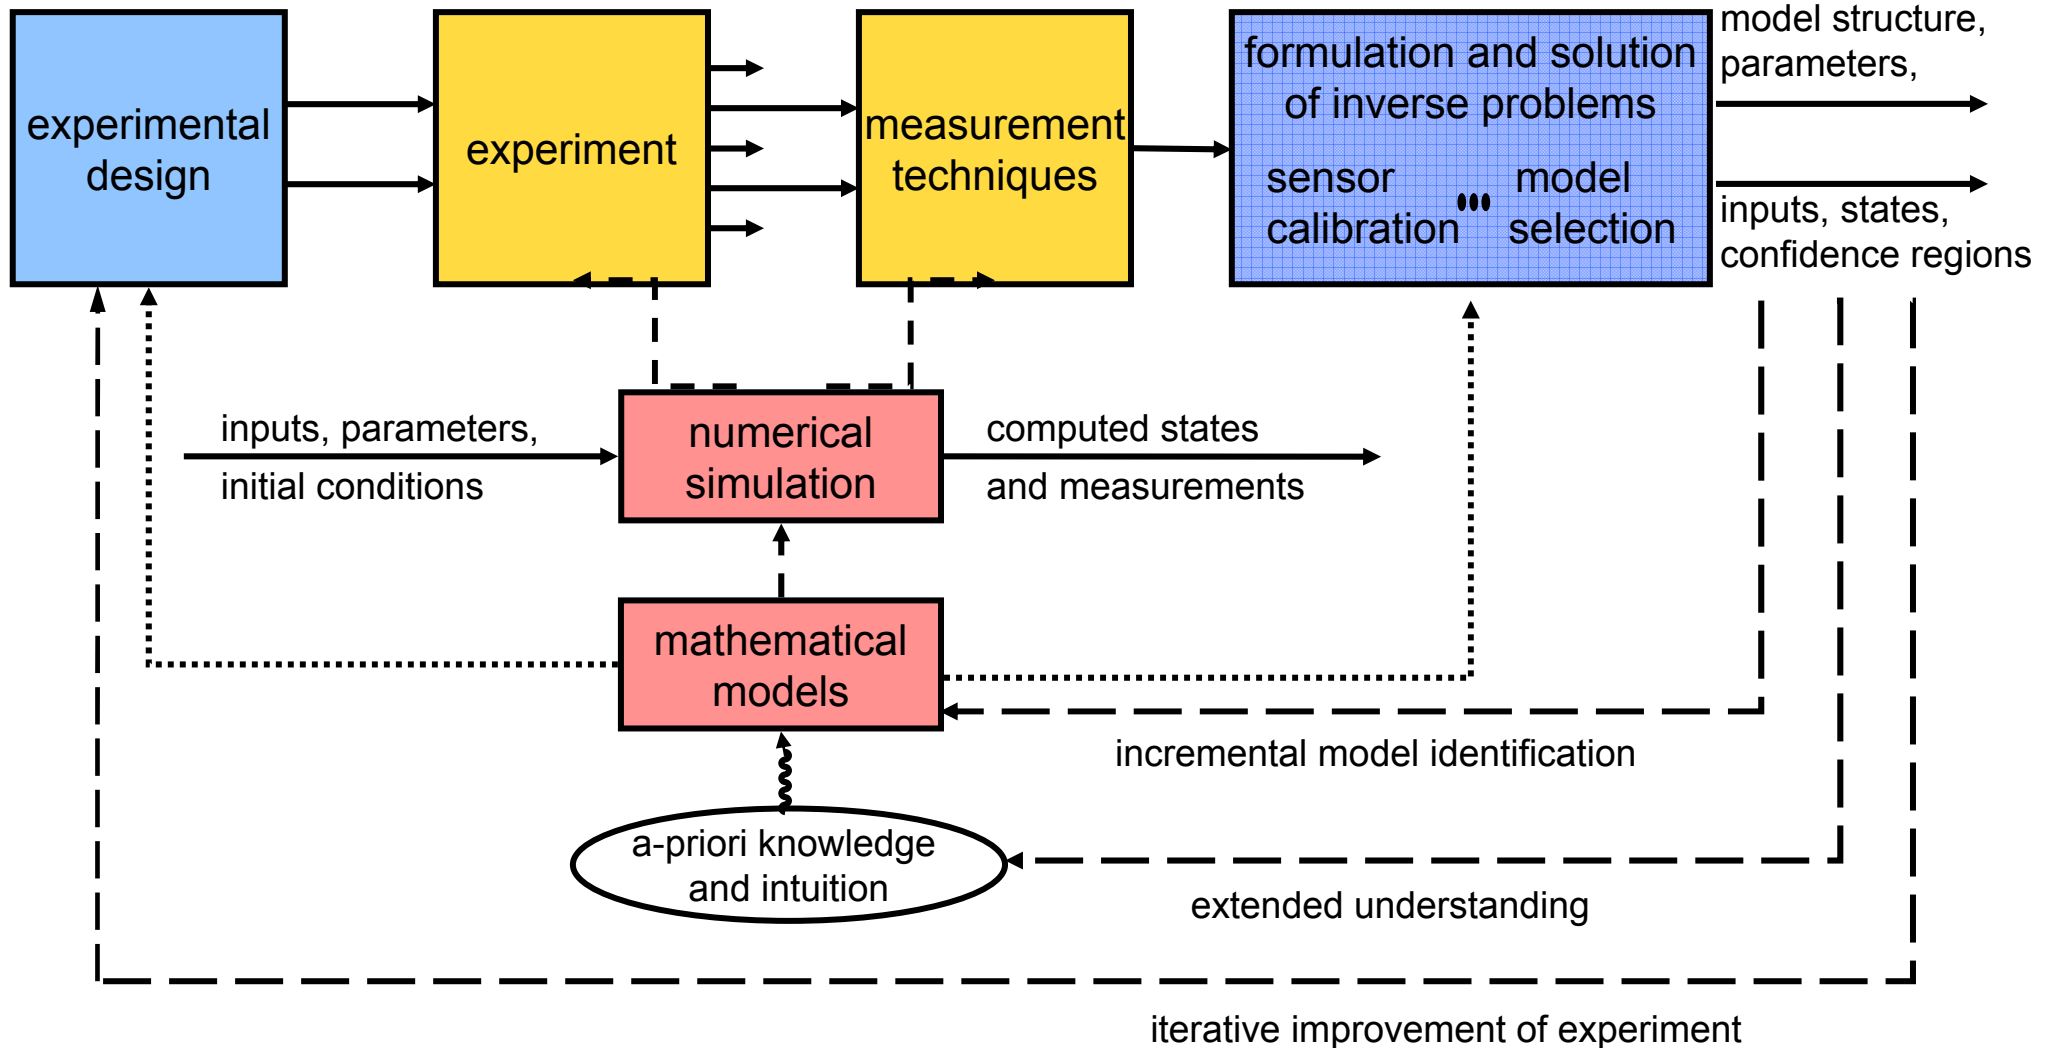 experimental
design
experiment
measurement
techniques
formulation and solution
of inverse problems
sensor
calibration
model
selection
model structure,
parameters,
inputs, states,
confidence regions
inputs, parameters,
initial conditions
numerical
simulation
computed states
and measurements
mathematical
models
incremental model identification
a-priori knowledge
and intuition
extended understanding
iterative improvement of experiment